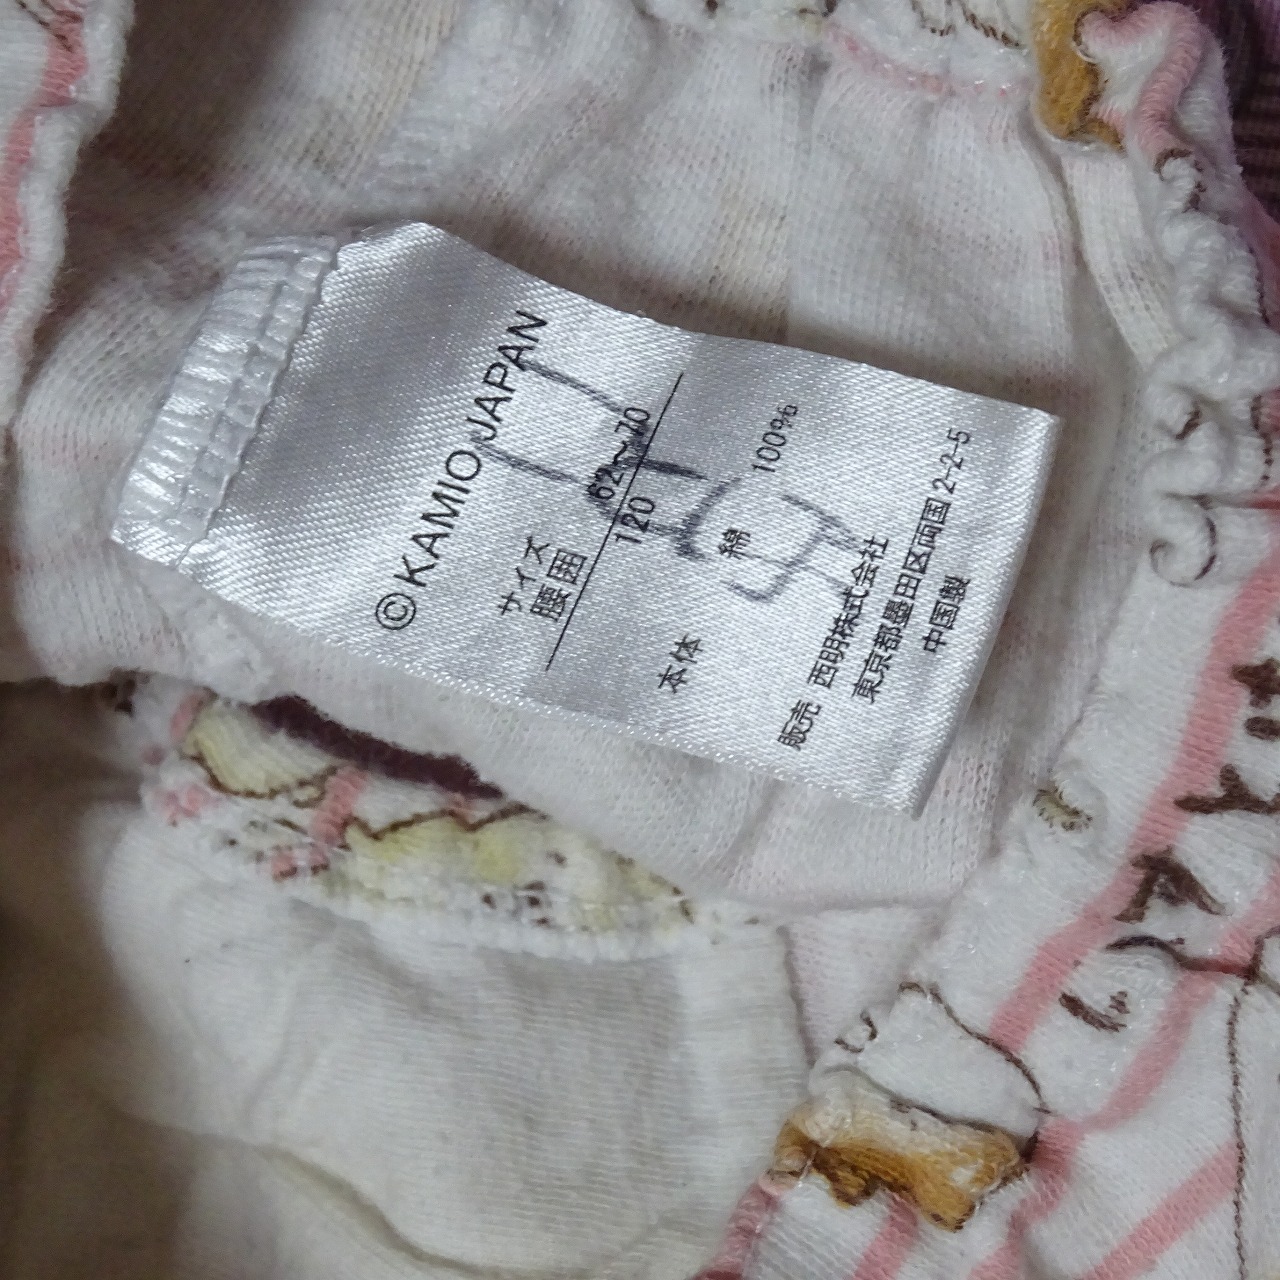 © KAMIO JAPAN
サイズ 120
腰囲 62〜70
本体 綿 100%
販売 西明株式会社
東京都墨田区両国 2-2-5
中国製